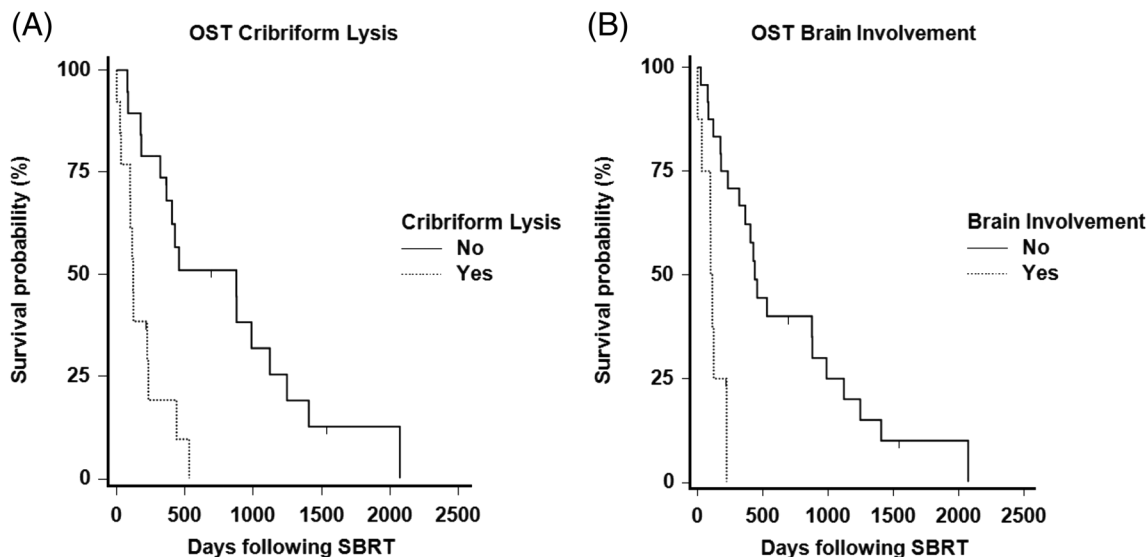 (A)
OST Cribriform Lysis
100
75
50
25
0
Survival probability (%)
0 500 1000 1500 2000 2500
Days following SBRT
Cribriform Lysis
No
Yes
(B)
OST Brain Involvement
100
75
50
25
0
Survival probability (%)
0 500 1000 1500 2000 2500
Days following SBRT
Brain Involvement
No
Yes